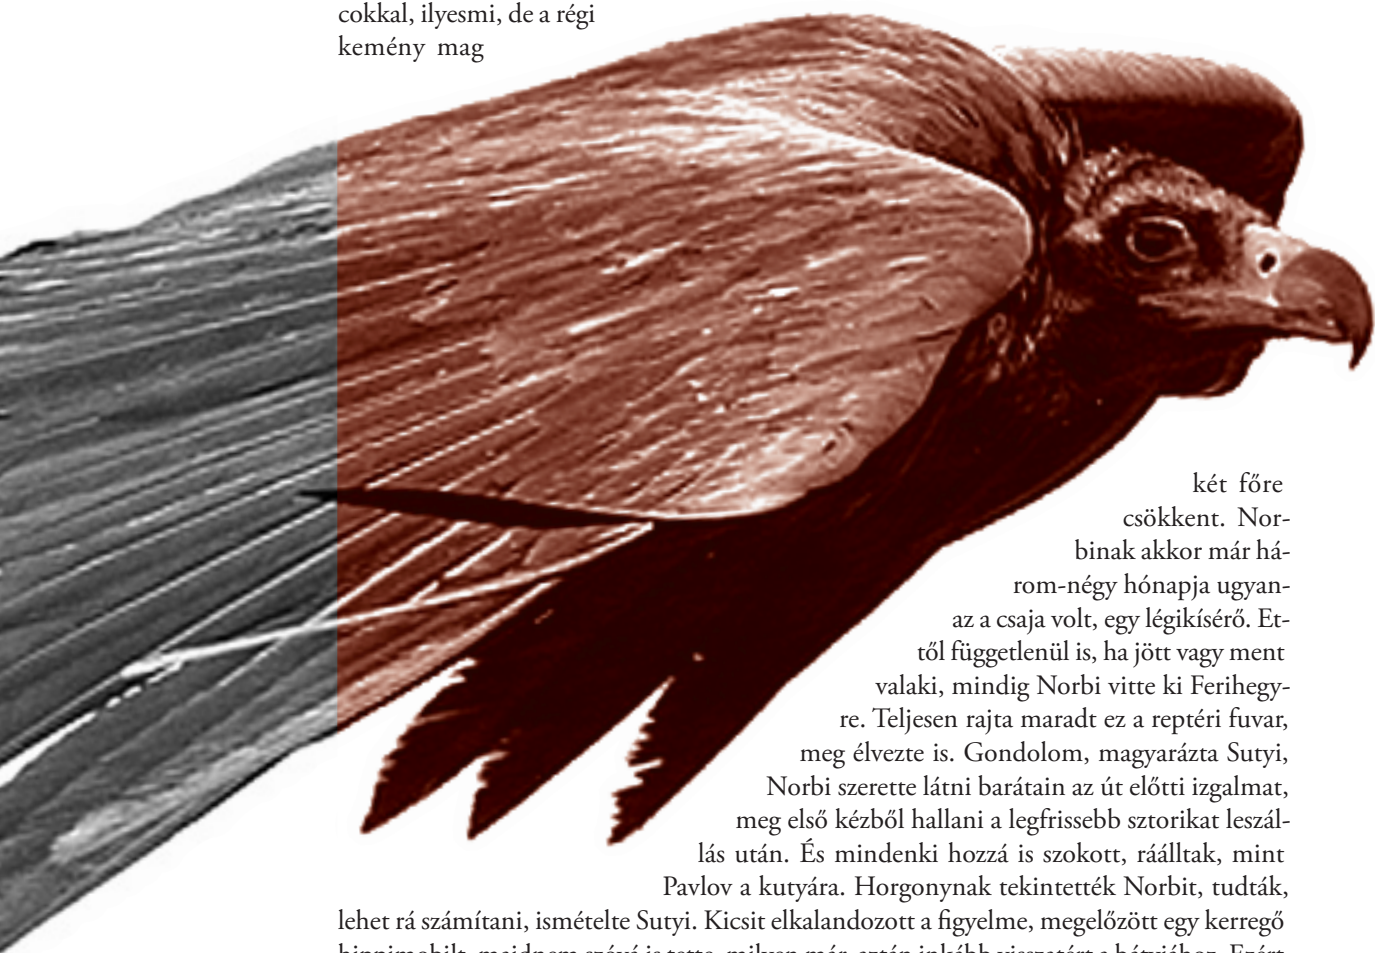 cokkal, ilyesmi, de a régi
kemény mag
két főre
csökkent. Nor-
binak akkor már há-
rom-négy hónapja ugyan-
az a csaja volt, egy légikísérő. Et-
től függetlenül is, ha jött vagy ment
valaki, mindig Norbi vitte ki Ferihegy-
re. Teljesen rajta maradt ez a reptéri fuvar,
meg élvezte is. Gondolom, magyarázta Sutyi,
Norbi szerette látni barátain az út előtti izgalmat,
meg első kézből hallani a legfrissebb sztorikat leszál-
lás után. És mindenki hozzá is szokott, ráálltak, mint
Pavlov a kutyára. Horgonynak tekintették Norbit, tudták,
lehet rá számítani, ismételte Sutyi. Kicsit elkalandozott a figyelme, megelőzött egy kerregő